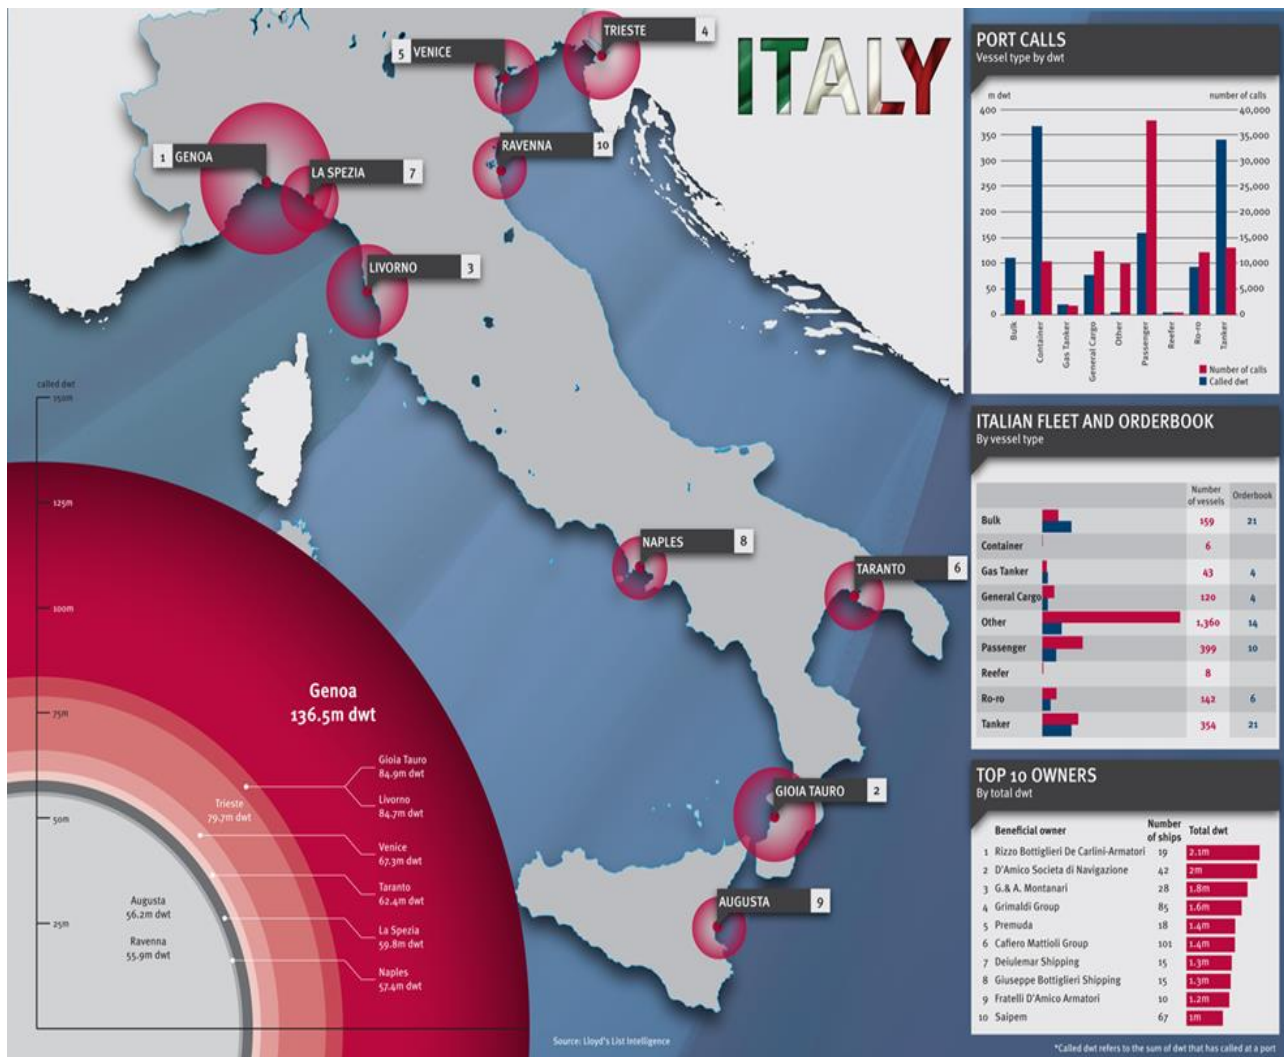 ITALY
5 VENICE
TRIESTE 4
1 GENOA
LA SPEZIA 7
RAVENNA 10
LIVORNO 3
NAPLES 8
TARANTO 6
GIOIA TAURO 2
AUGUSTA 9
called dwt
150m
125m
100m
75m
50m
25m
Genoa
136.5m dwt
Gioia Tauro
84.9m dwt
Livorno
84.7m dwt
Trieste
79.7m dwt
Venice
67.3m dwt
Taranto
62.4m dwt
La Spezia
59.8m dwt
Naples
57.4m dwt
Augusta
56.2m dwt
Ravenna
55.9m dwt
Source: Lloyd's List Intelligence
PORT CALLS
Vessel type by dwt
m dwt number of calls
400 40,000
350 35,000
300 30,000
250 25,000
200 20,000
150 15,000
100 10,000
50 5,000
0 0
Bulk
Container
Gas Tanker
General Cargo
Other
Passenger
Reefer
Ro-ro
Tanker
Number of calls
Called dwt
ITALIAN FLEET AND ORDERBOOK
By vessel type
Number
of vessels Orderbook
Bulk 159 21
Container 6
Gas Tanker 43 4
General Cargo 120 4
Other 1,360 14
Passenger 399 10
Reefer 8
Ro-ro 142 6
Tanker 354 21
TOP 10 OWNERS
By total dwt
Beneficial owner Number of ships Total dwt
1 Rizzo Bottiglieri De Carlini-Armatori 19 2.1m
2 D'Amico Societa di Navigazione 42 2m
3 G.& A. Montanari 28 1.8m
4 Grimaldi Group 85 1.6m
5 Premuda 18 1.4m
6 Cafiero Mattioli Group 101 1.4m
7 Deiulemar Shipping 15 1.3m
8 Giuseppe Bottiglieri Shipping 15 1.3m
9 Fratelli D'Amico Armatori 10 1.2m
10 Saipem 67 1m
*Called dwt refers to the sum of dwt that has called at a port